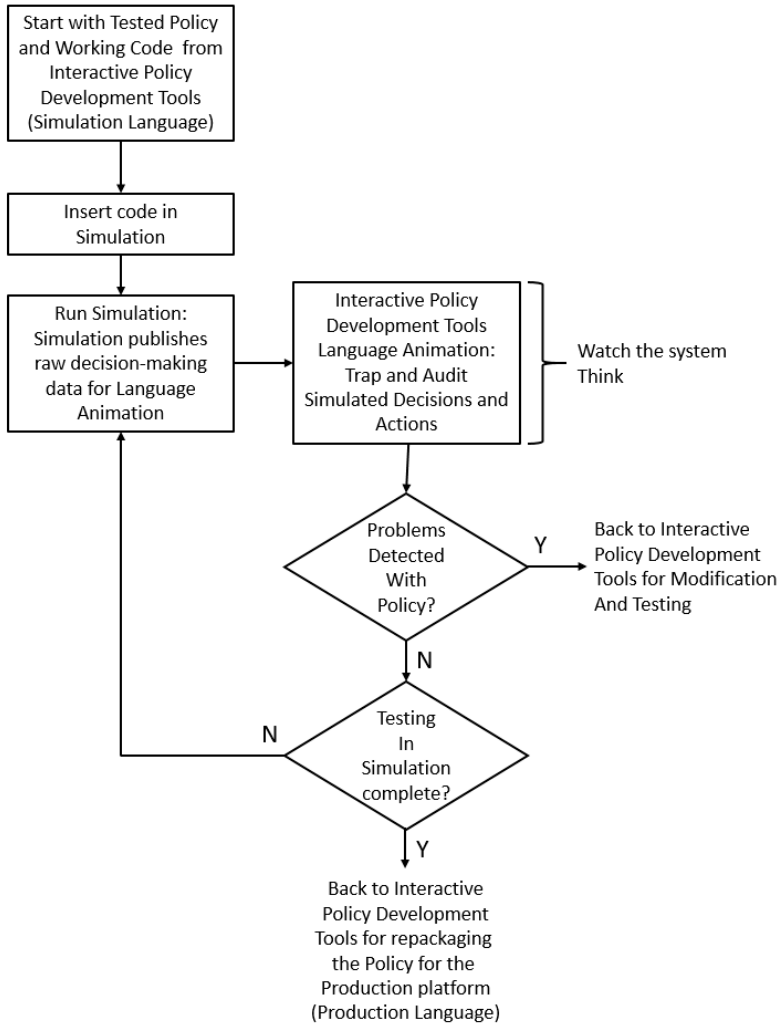 Start with Tested Policy
and Working Code from
Interactive Policy
Development Tools
(Simulation Language)
Insert code in
Simulation
Run Simulation:
Simulation publishes
raw decision-making
data for Language
Animation
Interactive Policy
Development Tools
Language Animation:
Trap and Audit
Simulated Decisions and
Actions
Watch the system
Think
Problems
Detected
With
Policy?
Y
Back to Interactive
Policy Development
Tools for Modification
And Testing
N
Testing
In
Simulation
complete?
N
Y
Back to Interactive
Policy Development
Tools for repackaging
the Policy for the
Production platform
(Production Language)